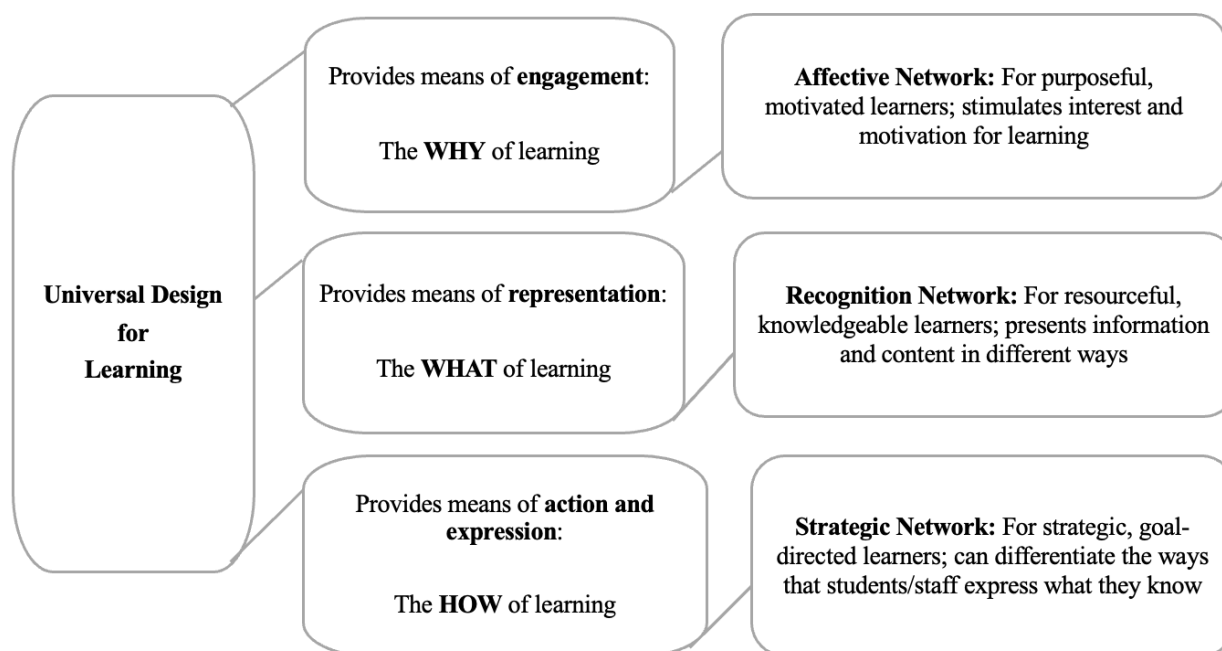 Universal Design
for
Learning
Provides means of engagement:
The WHY of learning
Affective Network: For purposeful,
motivated learners; stimulates interest and
motivation for learning
Provides means of representation:
The WHAT of learning
Recognition Network: For resourceful,
knowledgeable learners; presents information
and content in different ways
Provides means of action and
expression:
The HOW of learning
Strategic Network: For strategic, goal-
directed learners; can differentiate the ways
that students/staff express what they know